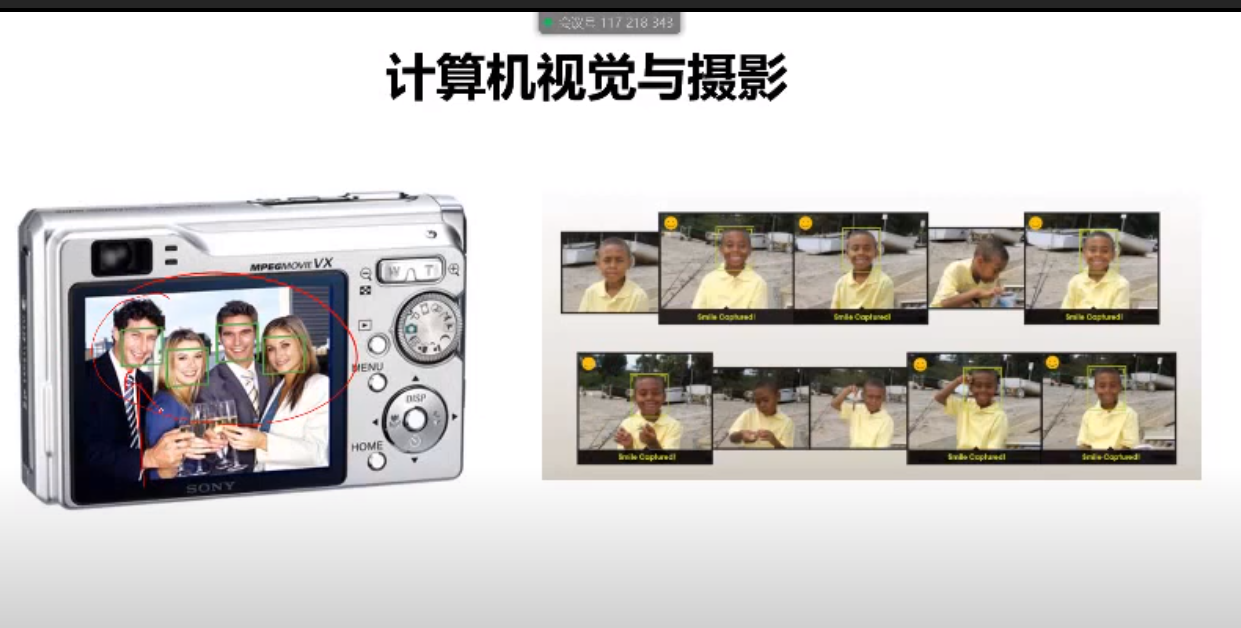 会议号 117 218 343
计算机视觉与摄影
MPEGMOVIE VX
W T
MENU
DISP
HOME
SONY
Smile Captured!
Smile Captured!
Smile Captured!
Smile Captured!
Smile Captured!
Smile Captured!